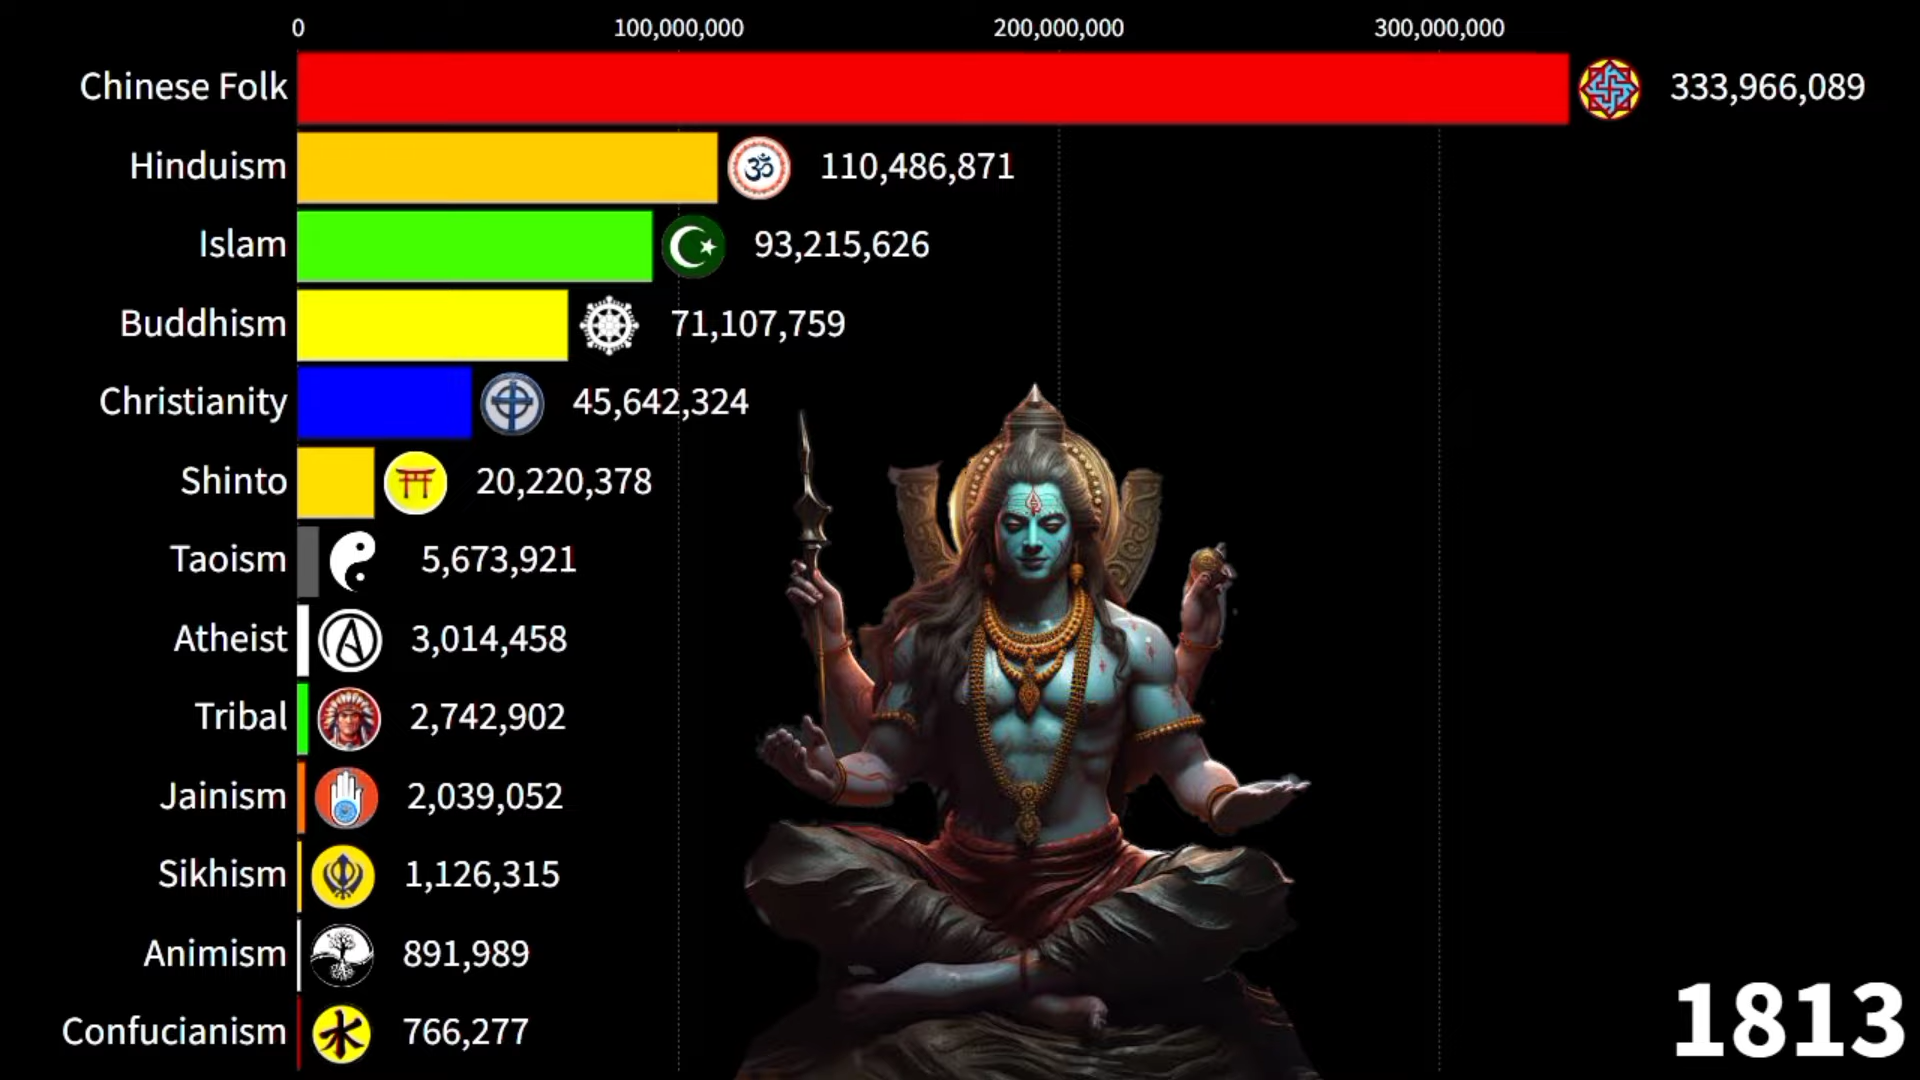 0 100,000,000 200,000,000 300,000,000
Chinese Folk 333,966,089
Hinduism ॐ 110,486,871
Islam 93,215,626
Buddhism 71,107,759
Christianity 45,642,324
Shinto 20,220,378
Taoism 5,673,921
Atheist 3,014,458
Tribal 2,742,902
Jainism 2,039,052
Sikhism 1,126,315
Animism 891,989
Confucianism 766,277
1813